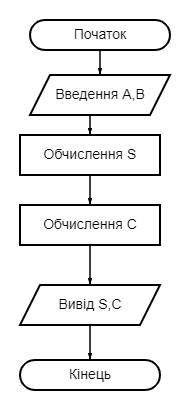 Початок
Введення A,B
Обчислення S
Обчислення C
Вивід S,C
Кінець